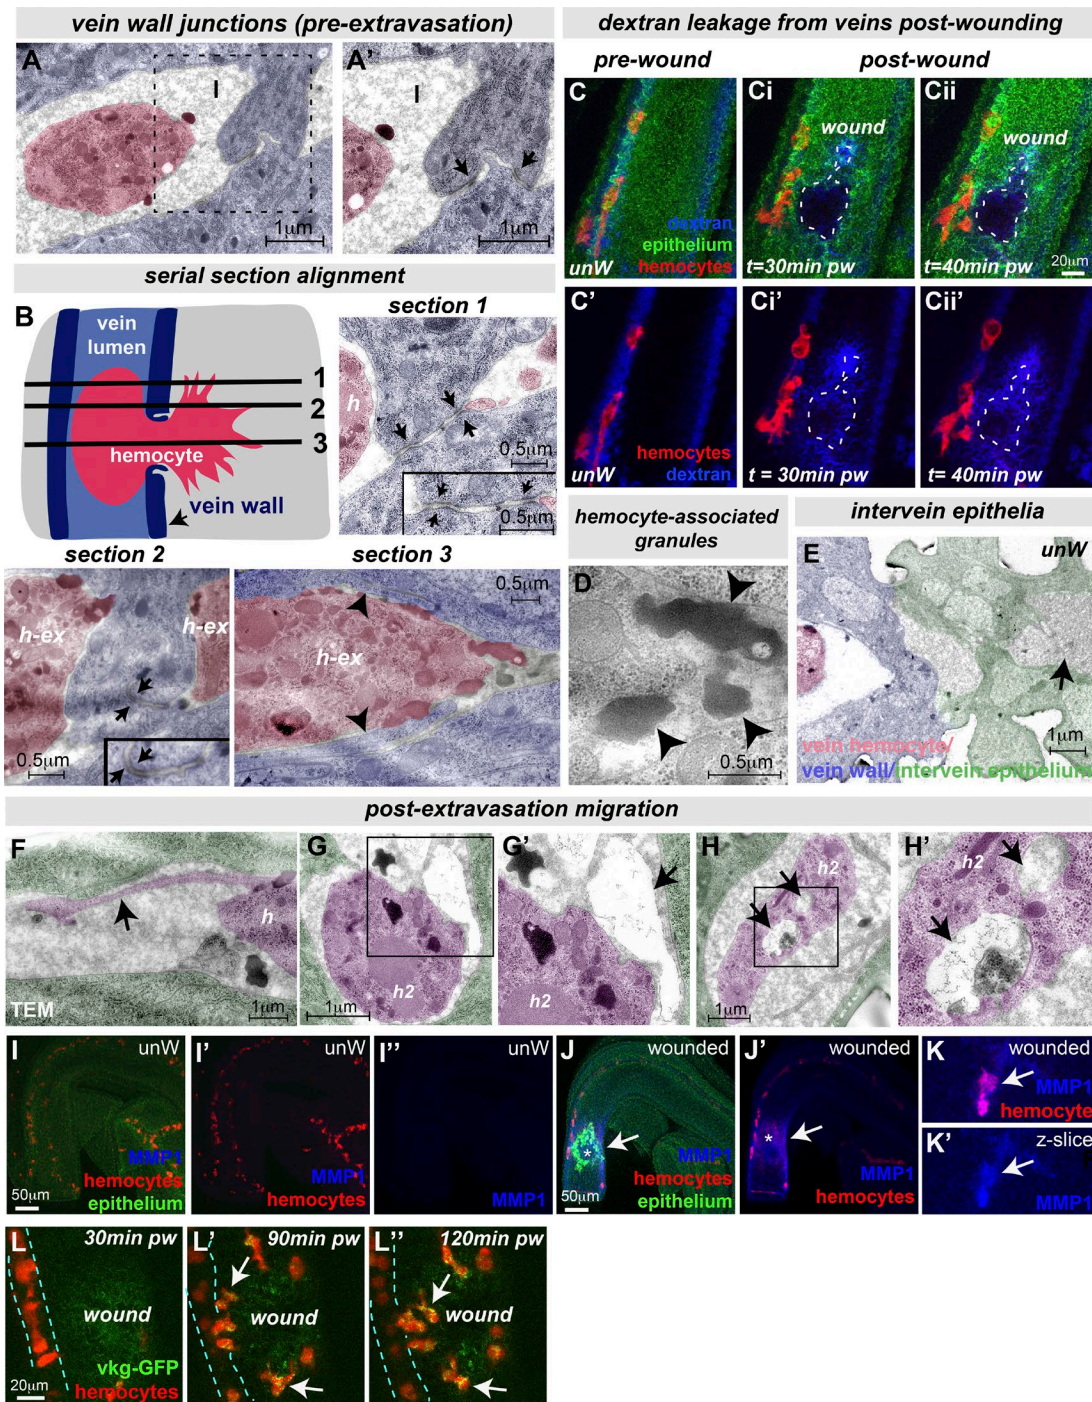 vein wall junctions (pre-extravasation)
A
l
1µm
A'
l
1µm
serial section alignment
B
vein
lumen
1
2
3
hemocyte
vein wall
section 1
h
0.5µm
0.5µm
section 2
h-ex
h-ex
0.5µm
section 3
0.5µm
h-ex
dextran leakage from veins post-wounding
pre-wound
post-wound
C
dextran
epithelium
hemocytes
unW
Ci
wound
t=30min pw
Cii
wound
t=40min pw
20µm
C'
unW
hemocytes
dextran
Ci'
t = 30min pw
Cii'
t= 40min pw
hemocyte-associated
granules
D
0.5µm
intervein epithelia
E
unW
1µm
vein hemocyte/
vein wall/intervein epithelium
post-extravasation migration
F
h
TEM
1µm
G
h2
1µm
G'
h2
H
h2
1µm
H'
h2
I
unW
MMP1
hemocytes
epithelium
50µm
I'
unW
MMP1
hemocytes
I''
unW
MMP1
J
wounded
*
MMP1
hemocytes
epithelium
50µm
J'
wounded
*
MMP1
hemocytes
K
wounded
MMP1
hemocyte
K'
z-slice
MMP1
L
30min pw
wound
vkg-GFP
hemocytes
20µm
L'
90min pw
wound
L''
120min pw
wound